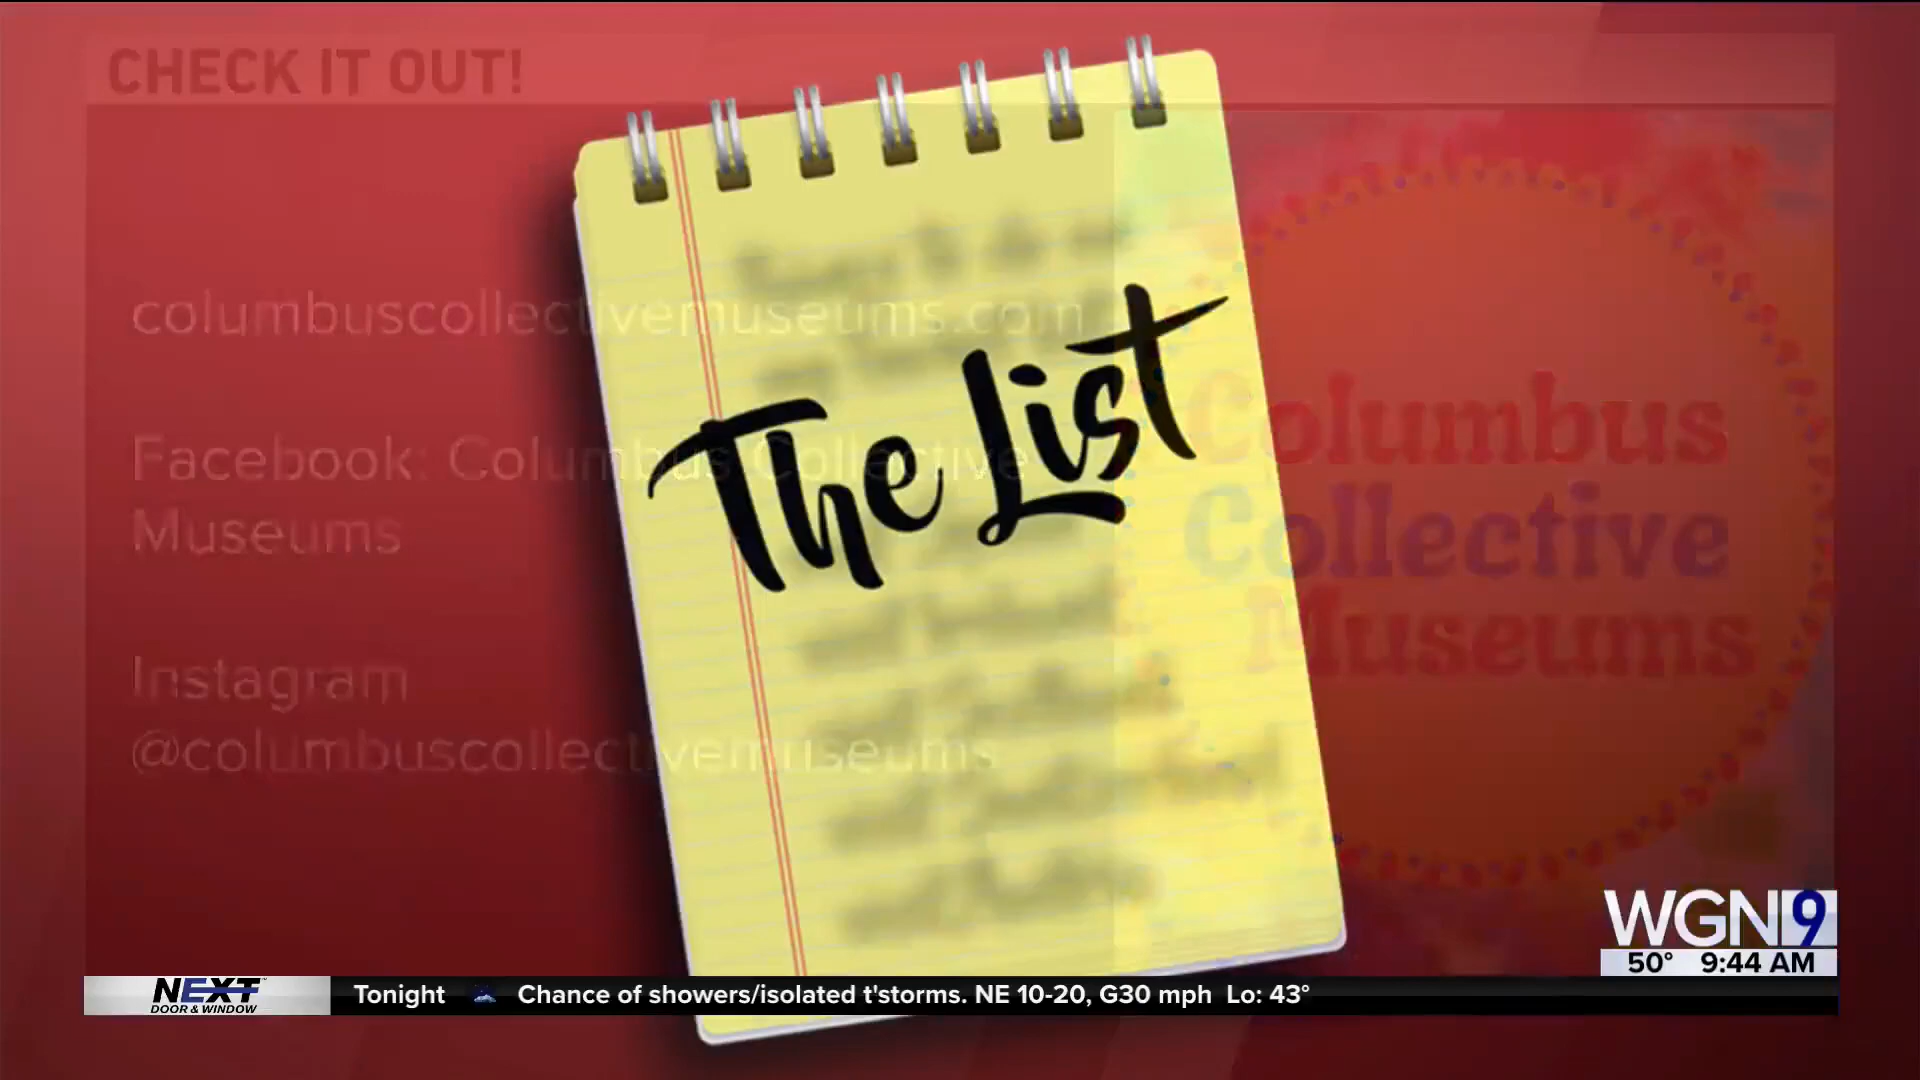 CHECK IT OUT!
columbuscollectivemuseums.com
Facebook: Columbus Collective
Museums
Instagram
@columbuscollectivemuseums
The List
Columbus
Collective
Museums
WGN9
50° 9:44 AM
NEXT
DOOR & WINDOW
Tonight Chance of showers/isolated t'storms. NE 10-20, G30 mph Lo: 43°